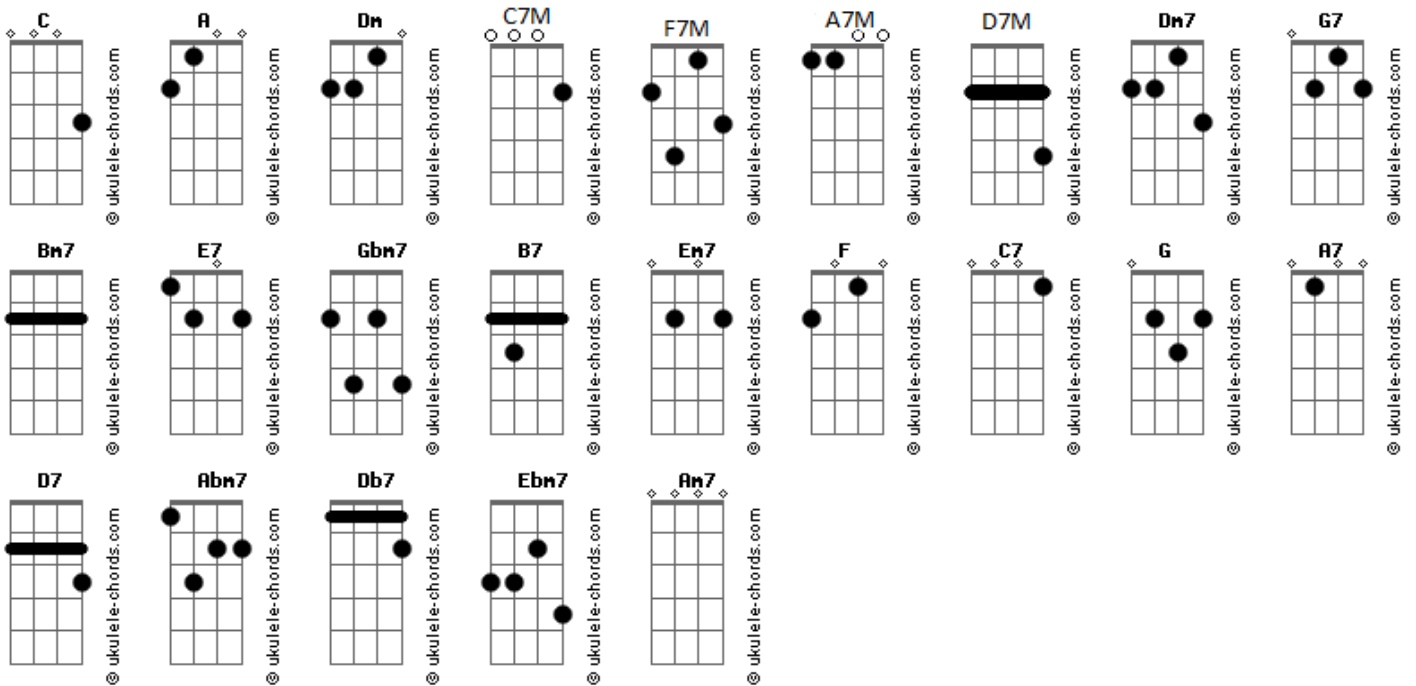 C A Dm C7M F7M A7M D7M Dm7 G7
© ukulele-chords.com © ukulele-chords.com © ukulele-chords.com © ukulele-chords.com © ukulele-chords.com © ukulele-chords.com © ukulele-chords.com © ukulele-chords.com © ukulele-chords.com
Bm7 E7 Gbm7 B7 Em7 F C7 G A7
© ukulele-chords.com © ukulele-chords.com © ukulele-chords.com © ukulele-chords.com © ukulele-chords.com © ukulele-chords.com © ukulele-chords.com © ukulele-chords.com © ukulele-chords.com
D7 Abm7 Db7 Ebm7 Am7
© ukulele-chords.com © ukulele-chords.com © ukulele-chords.com © ukulele-chords.com © ukulele-chords.com